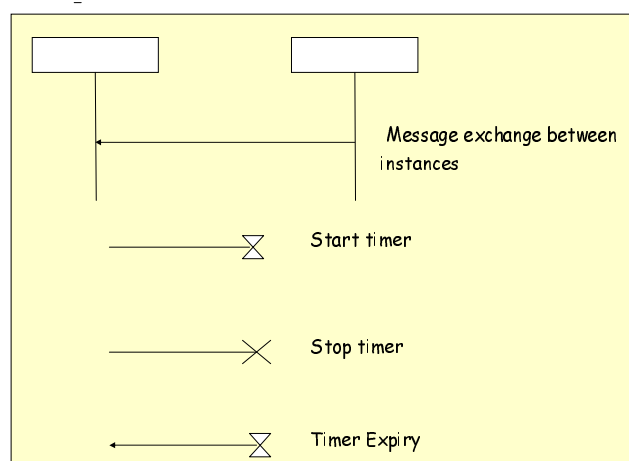 Message exchange between
instances
Start timer
Stop timer
Timer Expiry